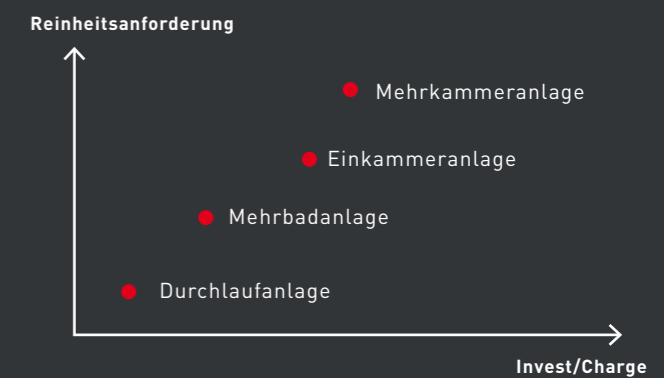 Reinheitsanforderung
Mehrkammeranlage
Einkammeranlage
Mehrbadanlage
Durchlaufanlage
Invest/Charge